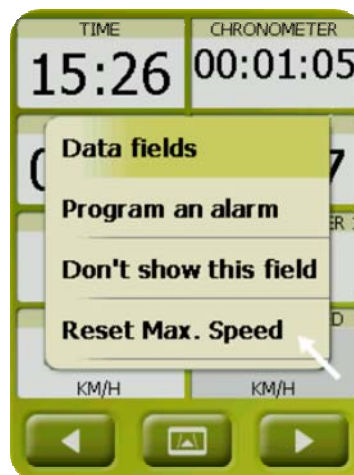 TIME CHRONOMETER
15:26 00:01:05
Data fields
Program an alarm
Don't show this field
Reset Max. Speed
KM/H KM/H